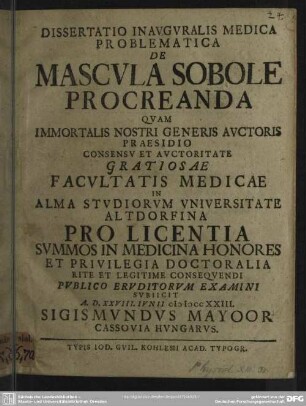 DISSERTATIO INAVGVRALIS MEDICA
PROBLEMATICA
DE
MASCVLA SOBOLE
PROCREANDA
QVAM
IMMORTALIS NOSTRI GENERIS AVCTORIS
PRAESIDIO
CONSENSV ET AVCTORITATE
GRATIOSAE
FACVLTATIS MEDICAE
IN
ALMA STVDIORVM VNIVERSITATE
ALTDORFINA
PRO LICENTIA
SVMMOS IN MEDICINA HONORES
ET PRIVILEGIA DOCTORALIA
RITE ET LEGITIME CONSEQVENDI
PVBLICO ERVDITORVM EXAMINI
SVBIICIT
A. D. XXVIII. IVNII cIɔ Iɔcc XXIII.
SIGISMVNDVS MAYOOR
CASSOVIA HVNGARVS.
TYPIS IOD. GVIL. KOHLESI ACAD. TYPOGR.